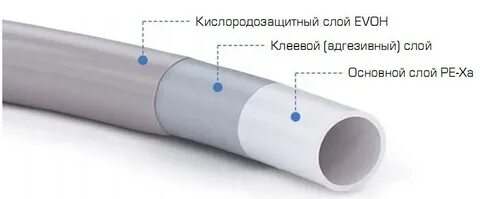 Кислородозащитный слой EVOH
Клеевой (адгезивный) слой
Основной слой PE-Xa